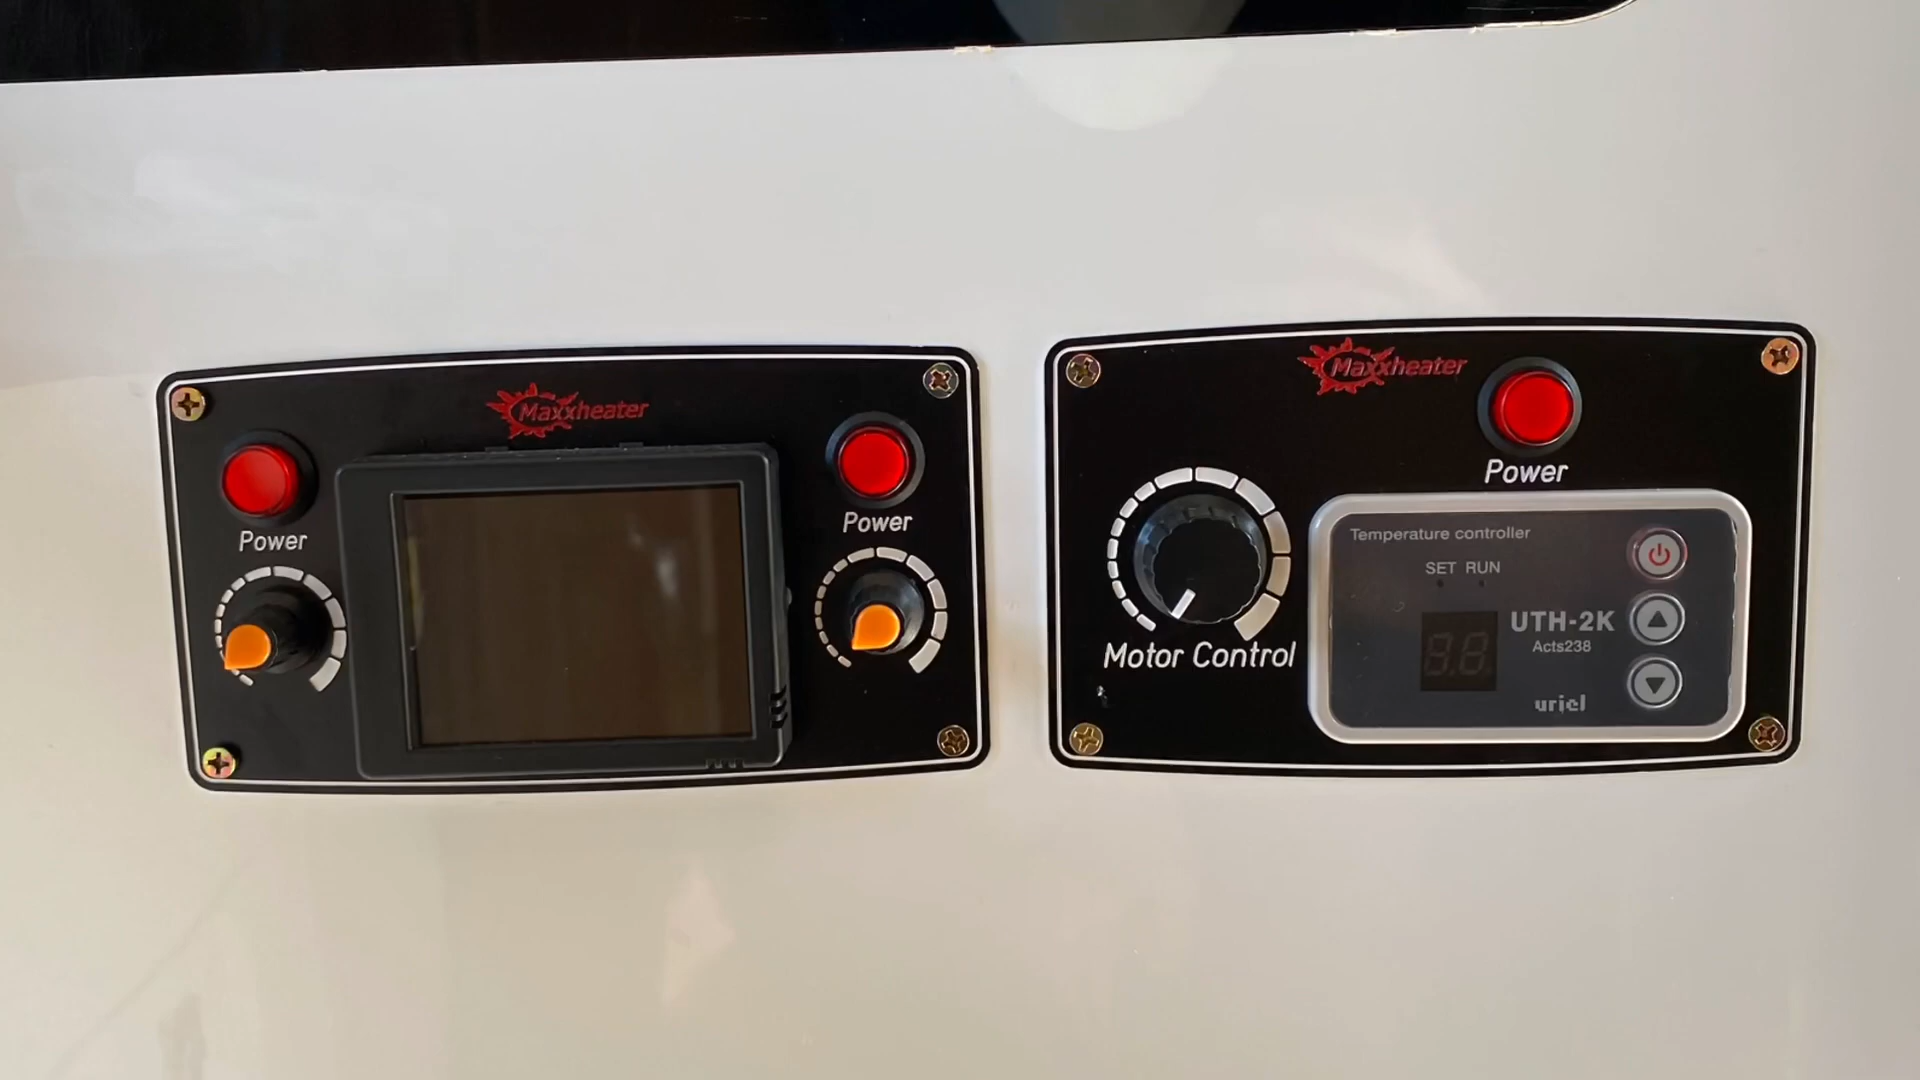 Maxxheater
Power
Power
Maxxheater
Power
Motor Control
Temperature controller
SET RUN
UTH-2K
Acts238
uriel